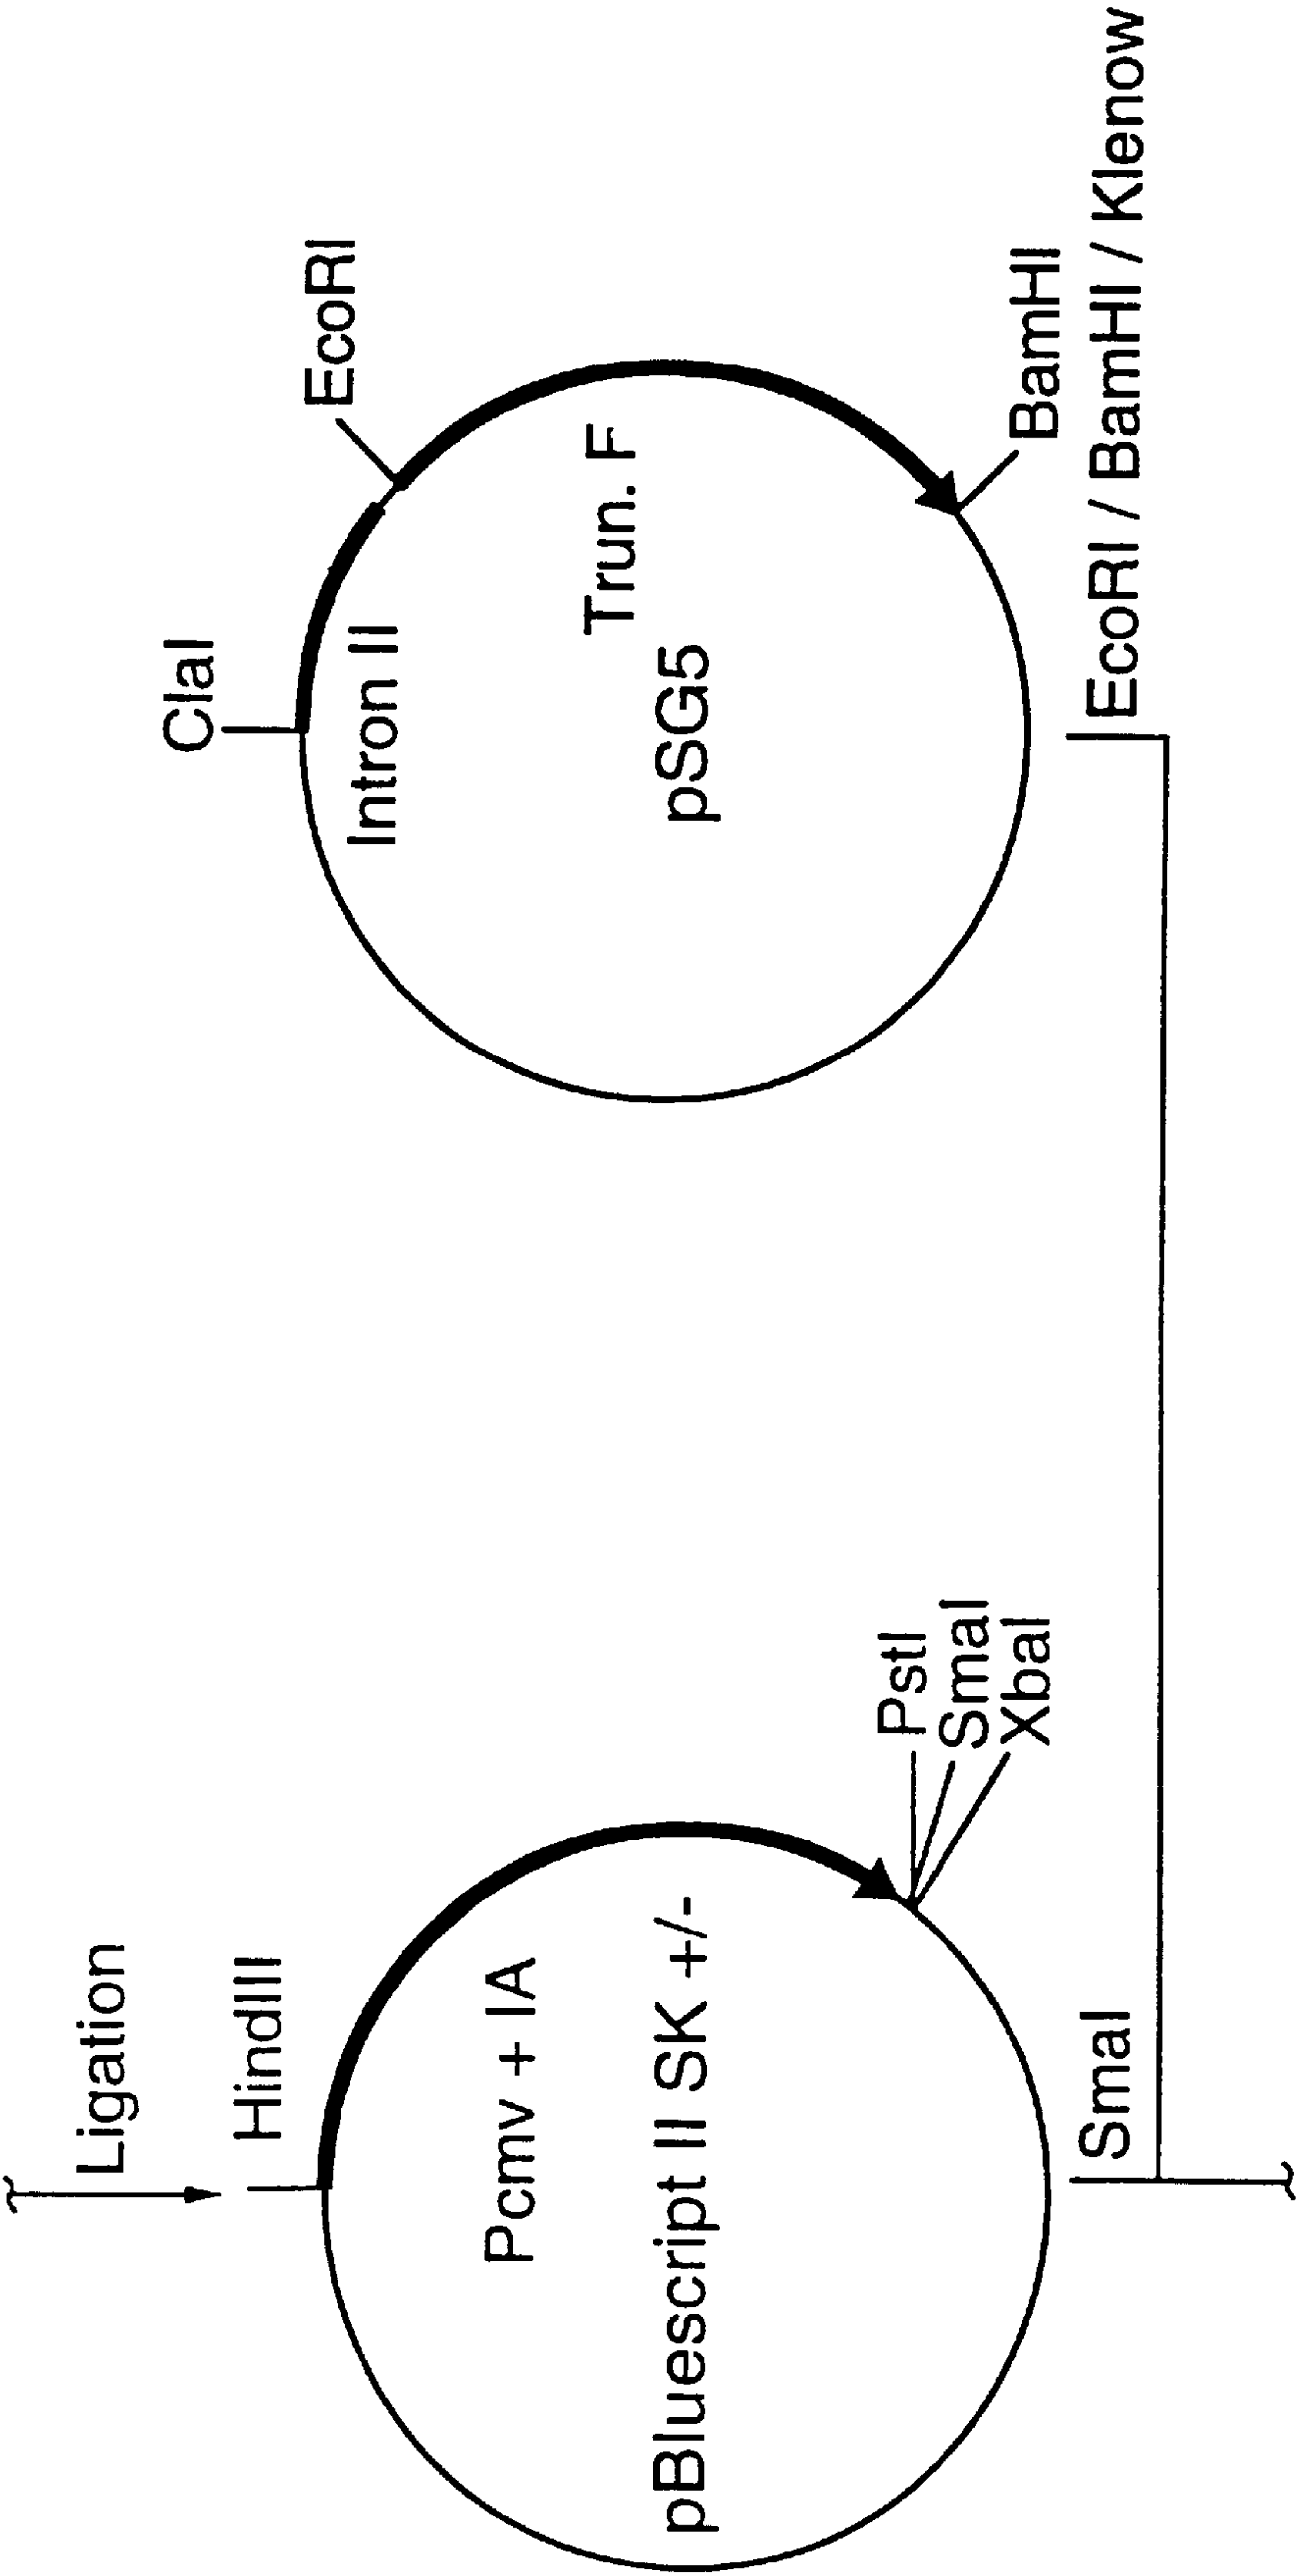 Ligation
HindIII
Pcmv + IA
pBluescript II SK +/-
PstI
SmaI
XbaI
SmaI
ClaI
EcoRI
Intron II
Trun. F
pSG5
BamHI
EcoRI / BamHI / Klenow